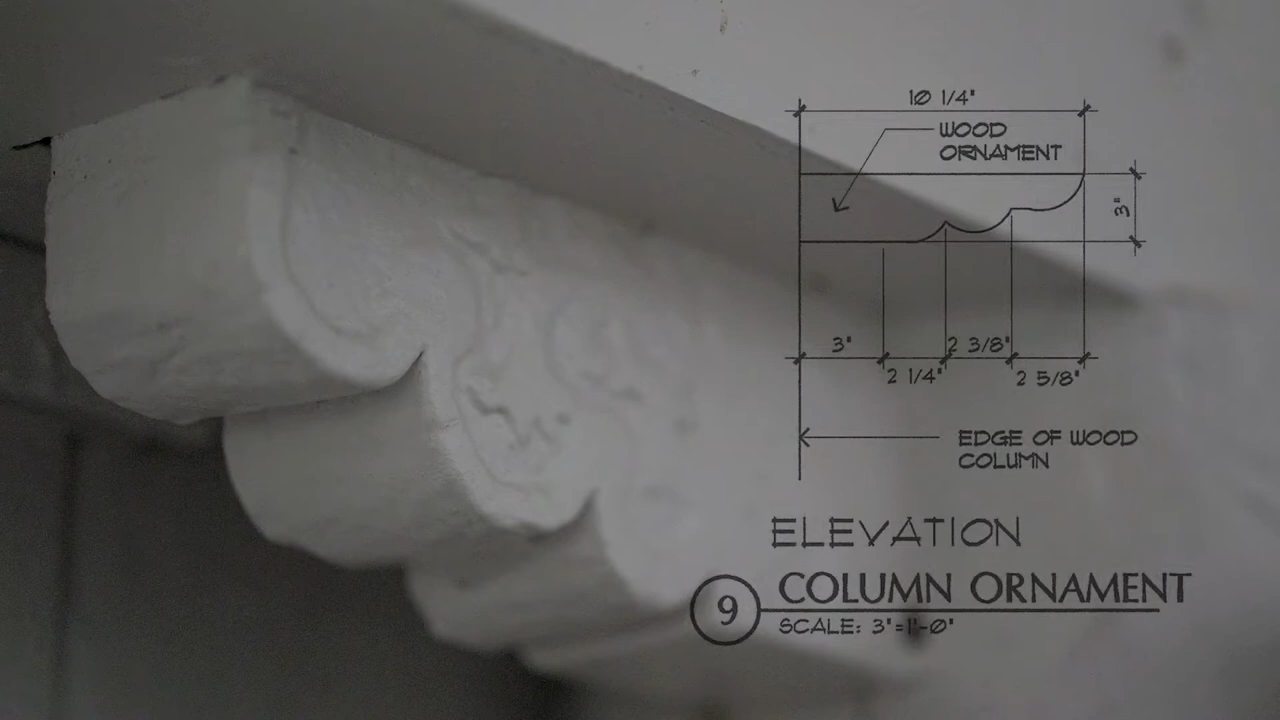 10 1/4"
WOOD
ORNAMENT
3"
3"
2 3/8"
2 1/4"
2 5/8"
EDGE OF WOOD
COLUMN
ELEVATION
9 COLUMN ORNAMENT
SCALE: 3"=1'-0"